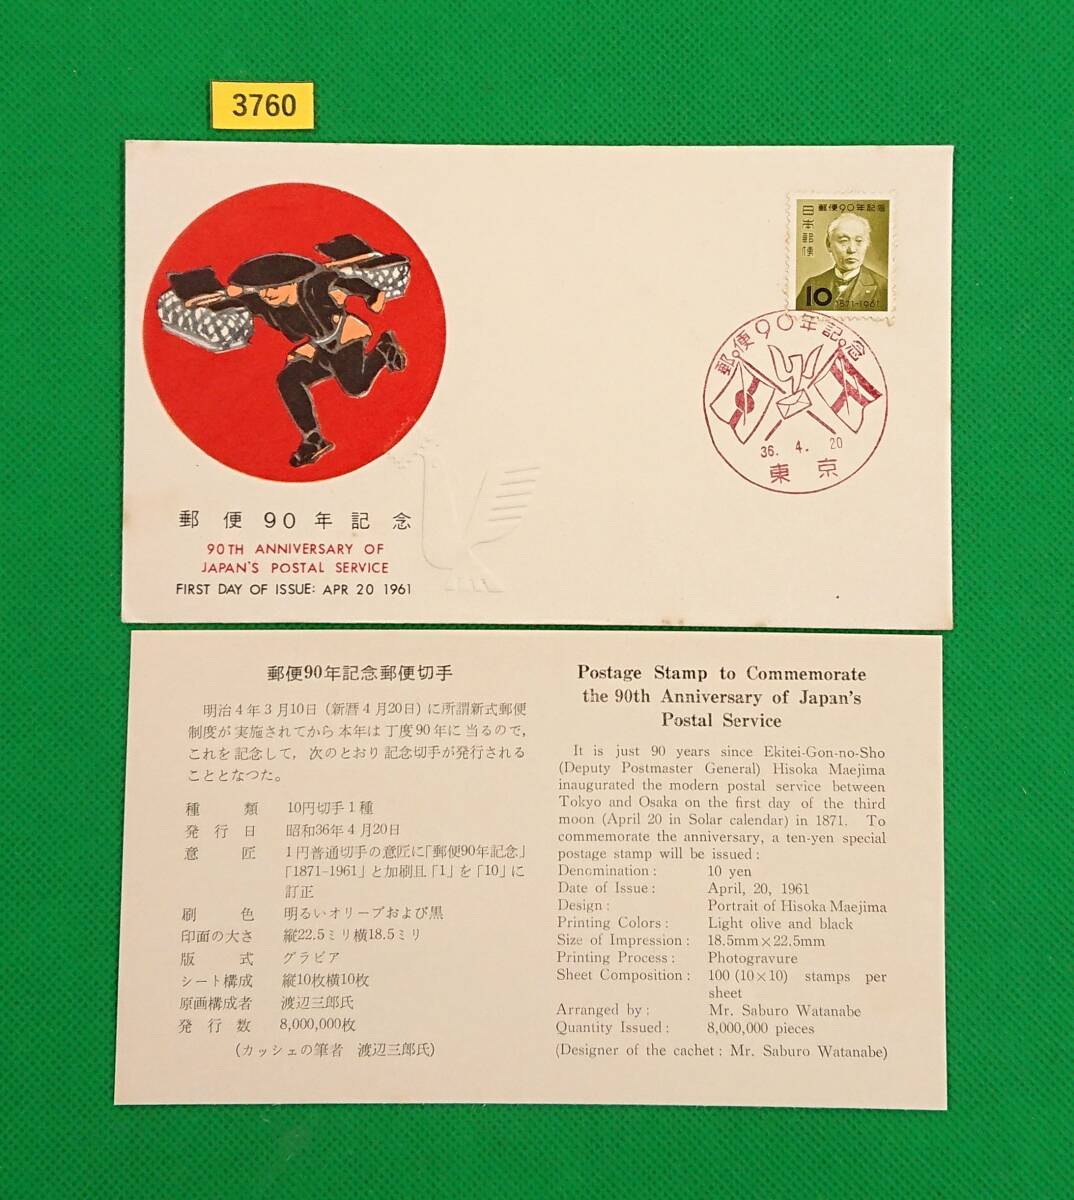 3760
郵便90年記念
日本郵便
10
1871-1961
郵便90年記念
36. 4. 20
東京
郵便90年記念
90TH ANNIVERSARY OF
JAPAN'S POSTAL SERVICE
FIRST DAY OF ISSUE: APR 20 1961
郵便90年記念郵便切手
明治4年3月10日(新暦4月20日)に所謂新式郵便
制度が実施されてから本年は丁度90年に当るので,
これを記念して,次のとおり記念切手が発行される
こととなつた。
種類 10円切手1種
発行日 昭和36年4月20日
意匠 1円普通切手の意匠に「郵便90年記念」
「1871-1961」と加刷且「1」を「10」に
訂正
刷色 明るいオリーブおよび黒
印面の大さ 縦22.5ミリ横18.5ミリ
版式 グラビア
シート構成 縦10枚横10枚
原画構成者 渡辺三郎氏
発行数 8,000,000枚
(カッシェの筆者 渡辺三郎氏)
Postage Stamp to Commemorate
the 90th Anniversary of Japan's
Postal Service
It is just 90 years since Ekitei-Gon-no-Sho
(Deputy Postmaster General) Hisoka Maejima
inaugurated the modern postal service between
Tokyo and Osaka on the first day of the third
moon (April 20 in Solar calendar) in 1871. To
commemorate the anniversary, a ten-yen special
postage stamp will be issued:
Denomination: 10 yen
Date of Issue: April, 20, 1961
Design: Portrait of Hisoka Maejima
Printing Colors: Light olive and black
Size of Impression: 18.5mm×22.5mm
Printing Process: Photogravure
Sheet Composition: 100 (10×10) stamps per
sheet
Arranged by: Mr. Saburo Watanabe
Quantity Issued: 8,000,000 pieces
(Designer of the cachet: Mr. Saburo Watanabe)